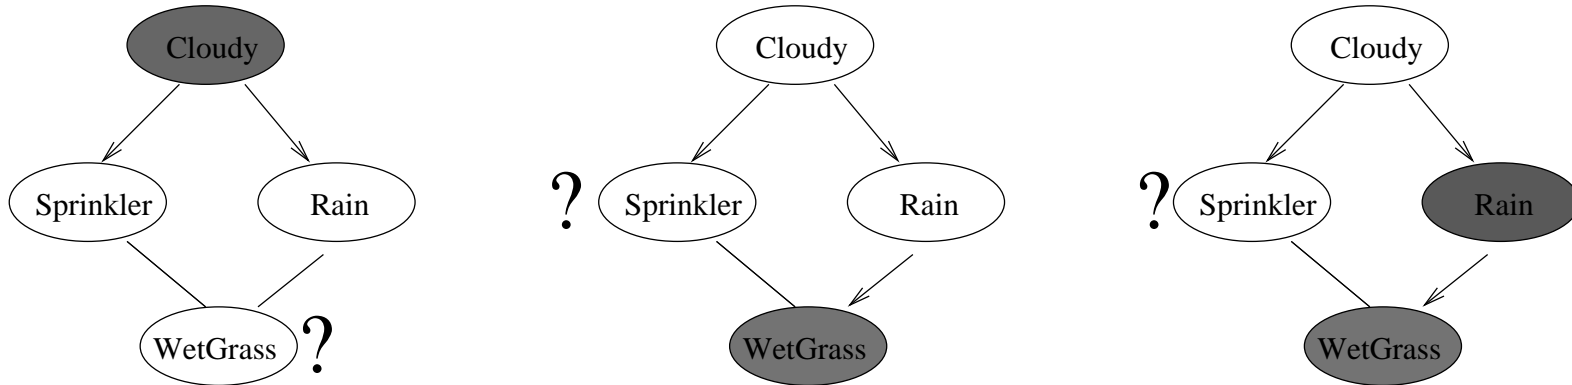 Cloudy
Sprinkler
Rain
WetGrass ?
Cloudy
? Sprinkler
Rain
WetGrass
Cloudy
? Sprinkler
Rain
WetGrass